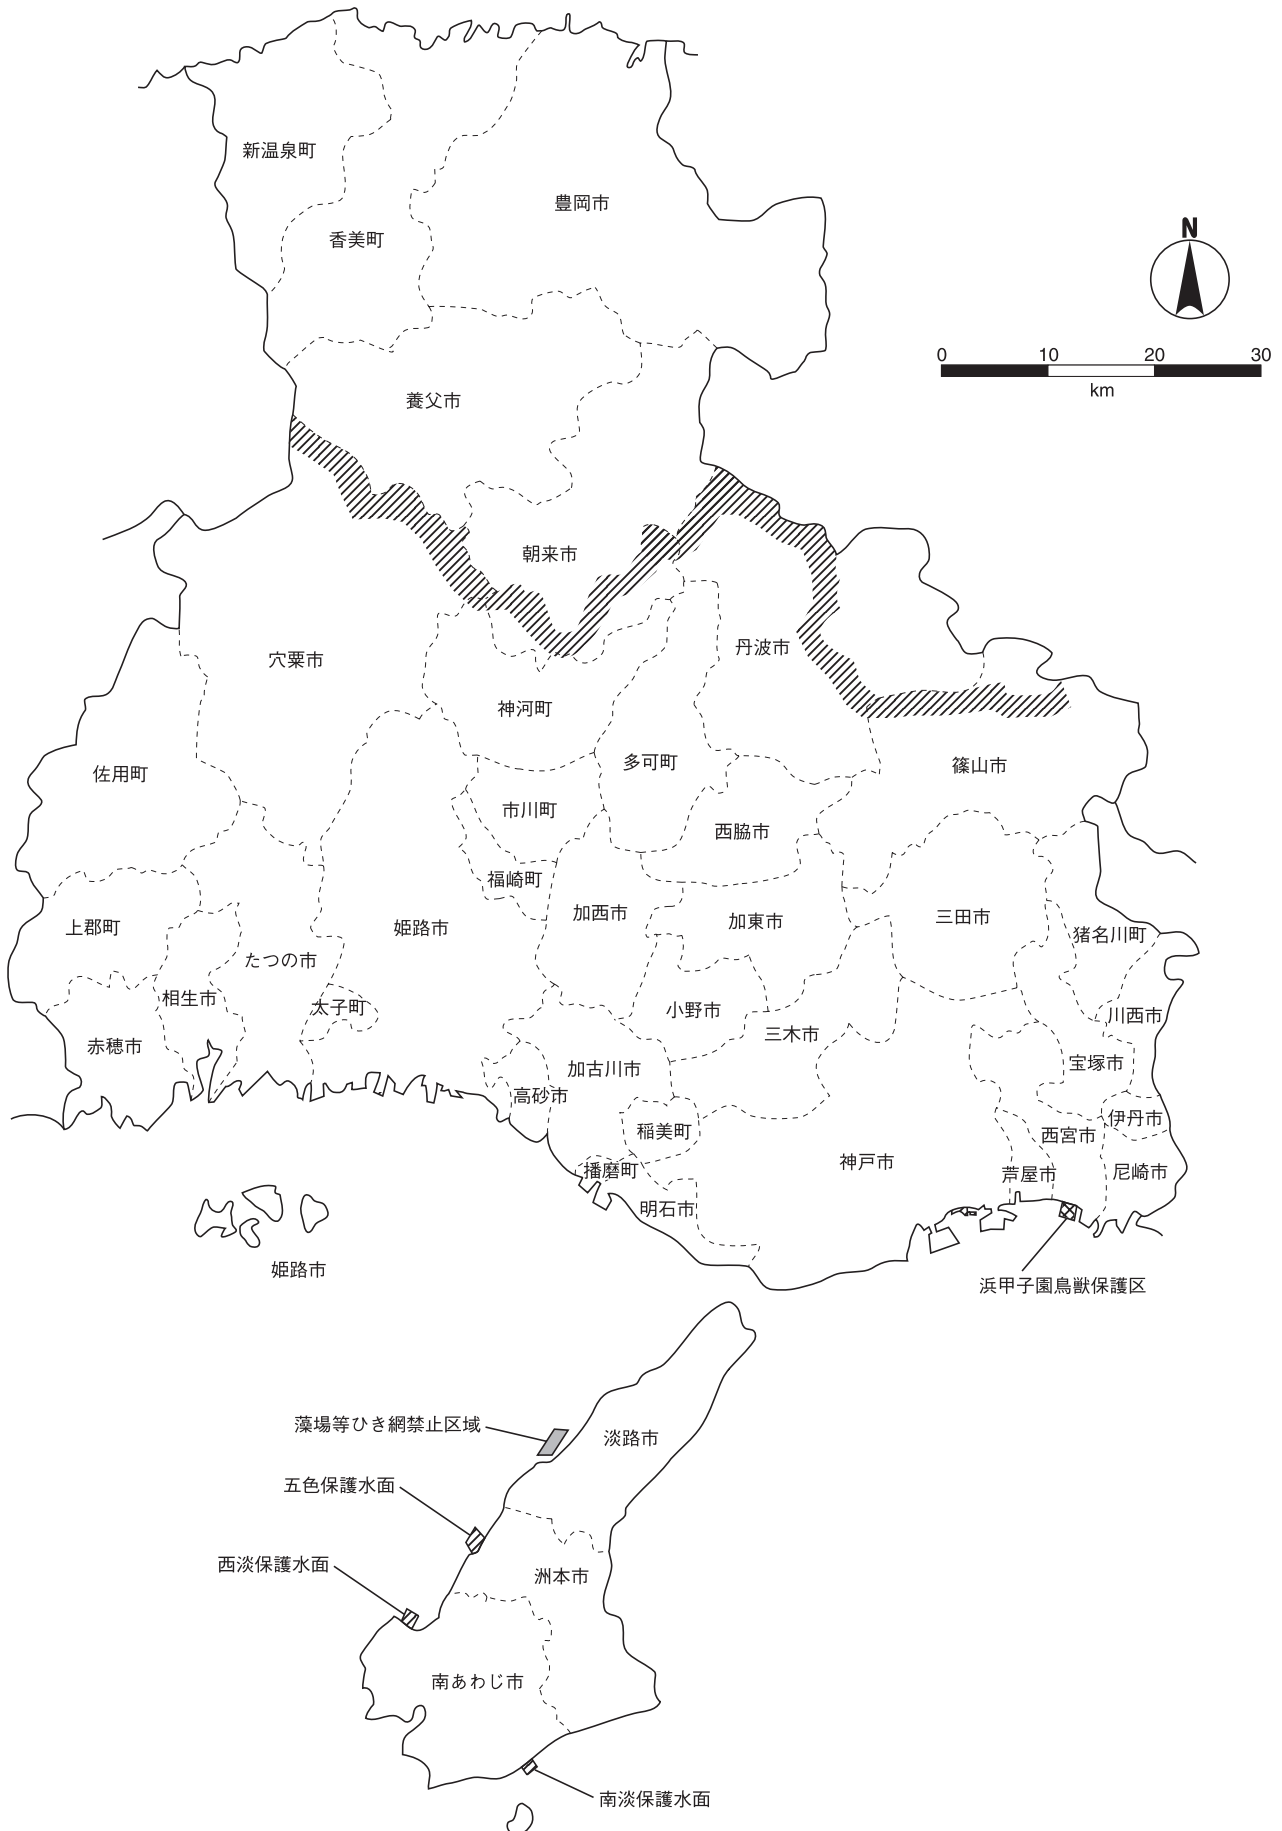 新温泉町
豊岡市
N
香美町
0 10 20 30
km
養父市
朝来市
丹波市
宍粟市
神河町
多可町
篠山市
佐用町
市川町
西脇市
福崎町
加西市
加東市
三田市
上郡町
姫路市
猪名川町
たつの市
相生市
太子町
小野市
川西市
三木市
赤穂市
加古川市
宝塚市
高砂市
伊丹市
稲美町
西宮市
神戸市
播磨町
芦屋市
尼崎市
明石市
姫路市
浜甲子園鳥獣保護区
藻場等ひき網禁止区域
淡路市
五色保護水面
西淡保護水面
洲本市
南あわじ市
南淡保護水面